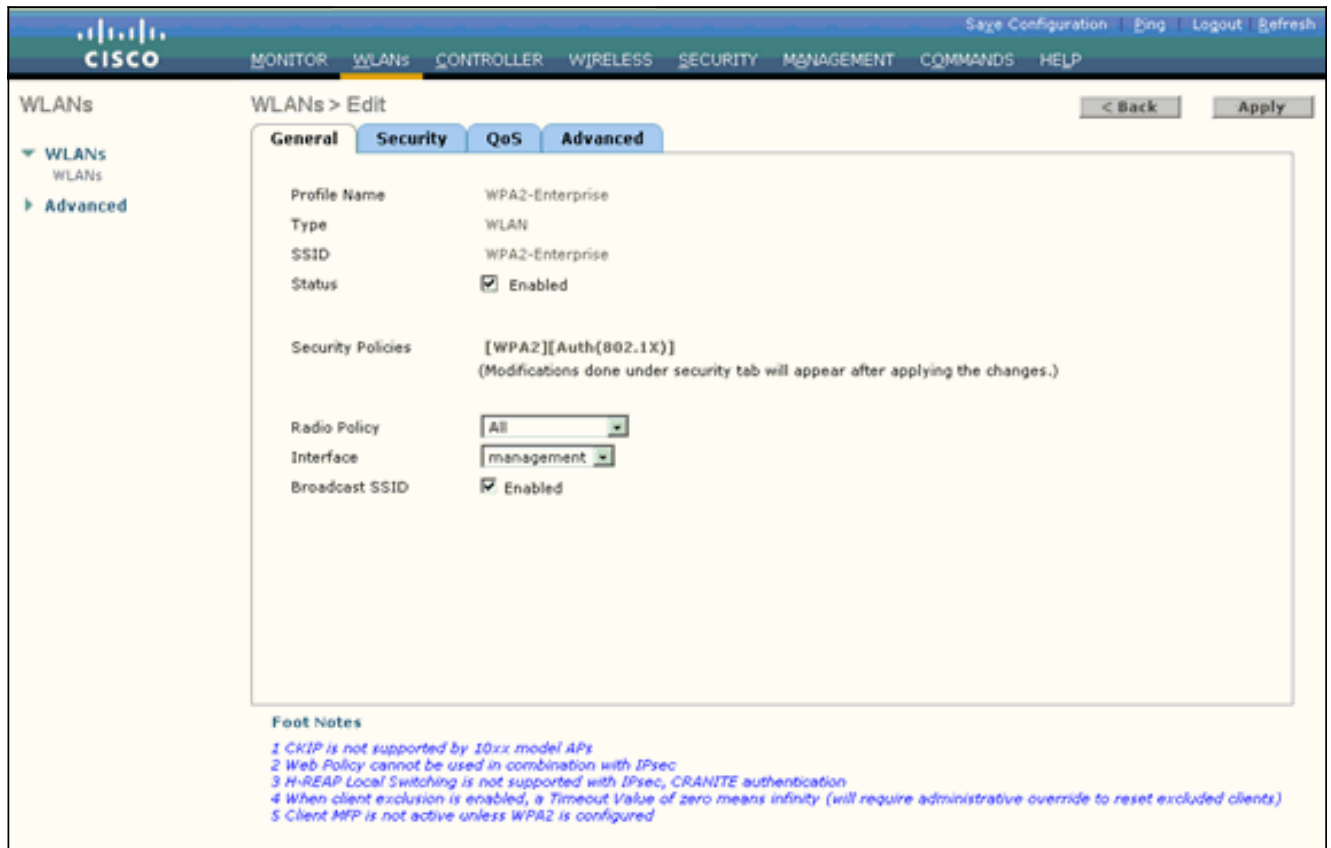 Save Configuration | Ping | Logout | Refresh
CISCO
MONITOR WLANs CONTROLLER WIRELESS SECURITY MANAGEMENT COMMANDS HELP
WLANs
WLANs > Edit
< Back
Apply
General Security QoS Advanced
WLANs
WLANs
Advanced
Profile Name WPA2-Enterprise
Type WLAN
SSID WPA2-Enterprise
Status Enabled
Security Policies [WPA2][Auth(802.1X)]
(Modifications done under security tab will appear after applying the changes.)
Radio Policy All
Interface management
Broadcast SSID Enabled
Foot Notes
1 CKIP is not supported by 10xx model APs
2 Web Policy cannot be used in combination with IPsec
3 H-REAP Local Switching is not supported with IPsec, CRANITE authentication
4 When client exclusion is enabled, a Timeout Value of zero means infinity (will require administrative override to reset excluded clients)
5 Client MFP is not active unless WPA2 is configured